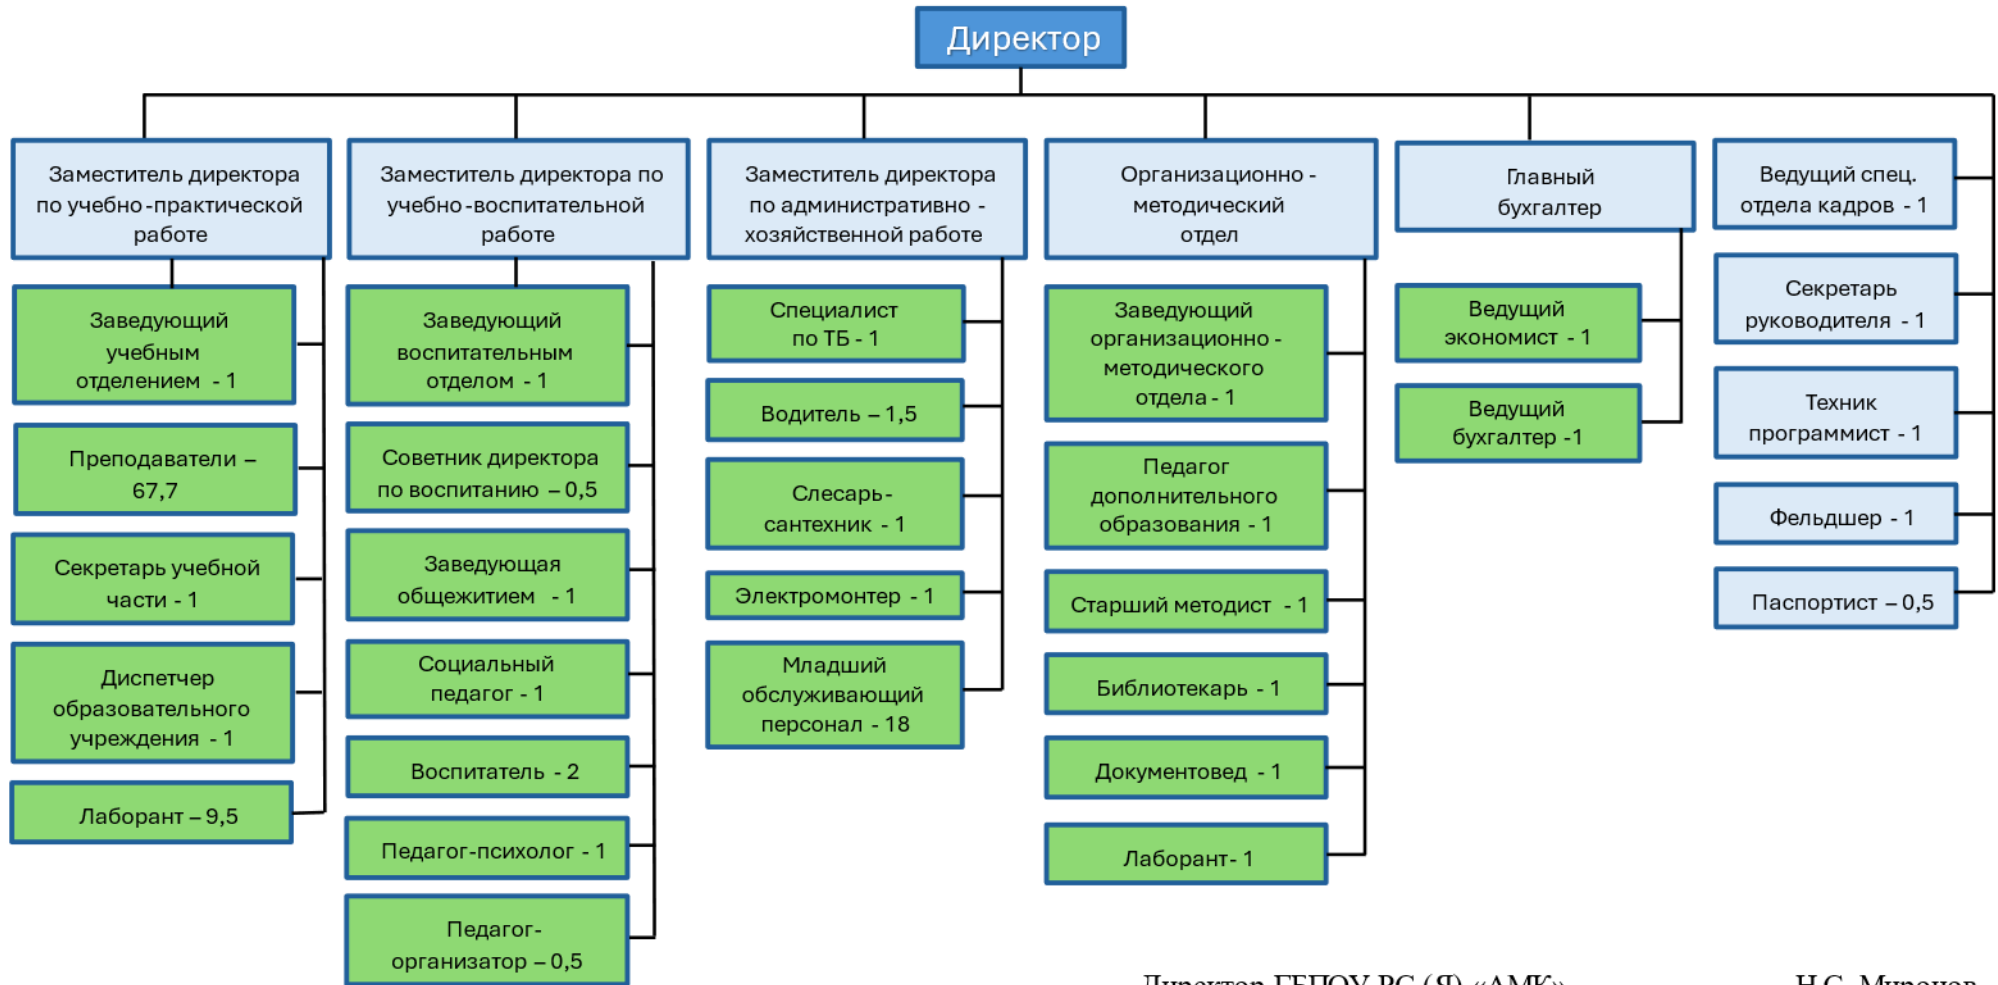 Директор
Заместитель директора
по учебно-практической
работе
Заведующий
учебным
отделением - 1
Преподаватели –
67,7
Секретарь учебной
части - 1
Диспетчер
образовательного
учреждения - 1
Лаборант – 9,5
Заместитель директора по
учебно-воспитательной
работе
Заведующий
воспитательным
отделом - 1
Советник директора
по воспитанию – 0,5
Заведующая
общежитием - 1
Социальный
педагог - 1
Воспитатель - 2
Педагог-психолог - 1
Педагог-
организатор – 0,5
Заместитель директора
по административно -
хозяйственной работе
Специалист
по ТБ - 1
Водитель – 1,5
Слесарь-
сантехник - 1
Электромонтер - 1
Младший
обслуживающий
персонал - 18
Организационно -
методический
отдел
Заведующий
организационно -
методического
отдела - 1
Педагог
дополнительного
образования - 1
Старший методист - 1
Библиотекарь - 1
Документовед - 1
Лаборант- 1
Главный
бухгалтер
Ведущий
экономист - 1
Ведущий
бухгалтер -1
Ведущий спец.
отдела кадров - 1
Секретарь
руководителя - 1
Техник
программист - 1
Фельдшер - 1
Паспортист – 0,5
Директор ГБПОУ РС (Я) «АМК» Н.С. Миронов